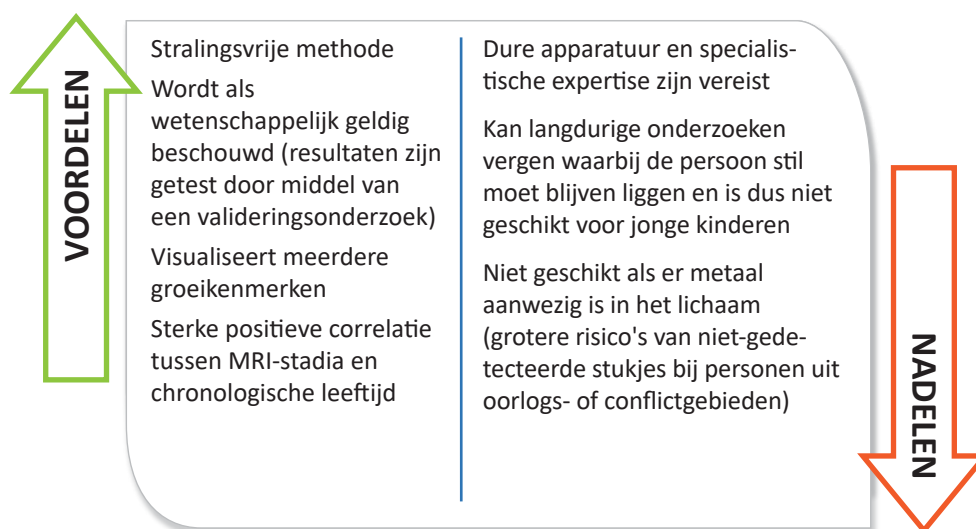 VOORDELEN
Stralingsvrije methode
Wordt als
wetenschappelijk geldig
beschouwd (resultaten zijn
getest door middel van
een valideringsonderzoek)
Visualiseert meerdere
groeikenmerken
Sterke positieve correlatie
tussen MRI-stadia en
chronologische leeftijd
Dure apparatuur en specialis-
tische expertise zijn vereist
Kan langdurige onderzoeken
vergen waarbij de persoon stil
moet blijven liggen en is dus niet
geschikt voor jonge kinderen
Niet geschikt als er metaal
aanwezig is in het lichaam
(grotere risico's van niet-gede-
tecteerde stukjes bij personen uit
oorlogs- of conflictgebieden)
NADELEN